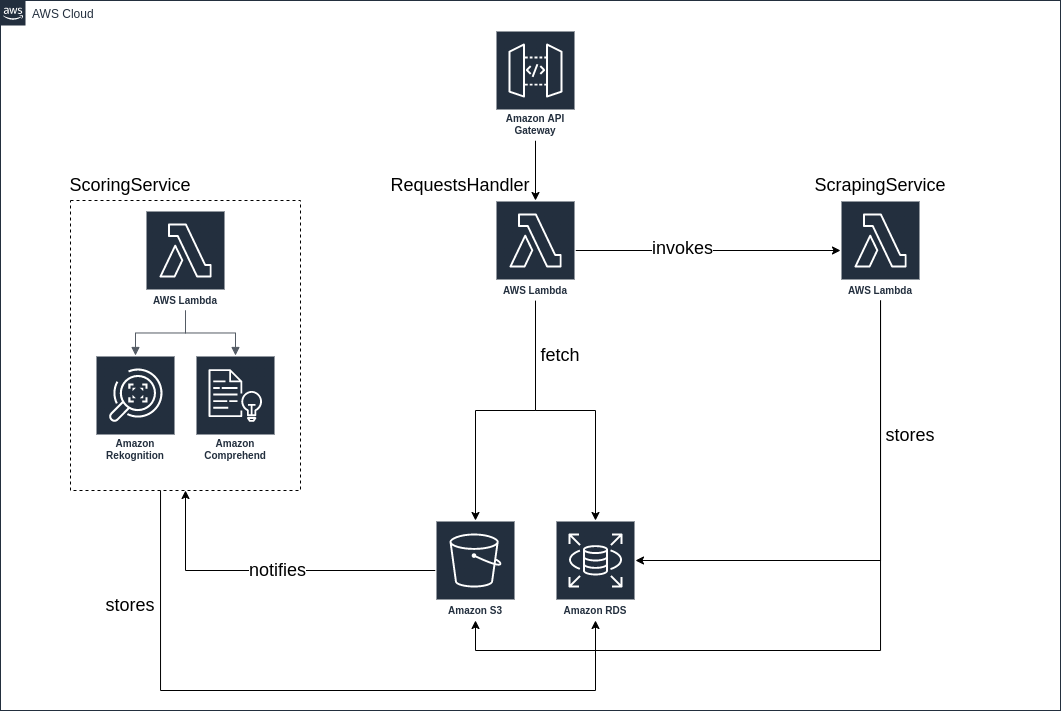 aws
AWS Cloud
Amazon API
Gateway
ScoringService
RequestsHandler
ScrapingService
AWS Lambda
invokes
AWS Lambda
AWS Lambda
fetch
Amazon
Rekognition
Amazon
Comprehend
stores
notifies
stores
Amazon S3
Amazon RDS